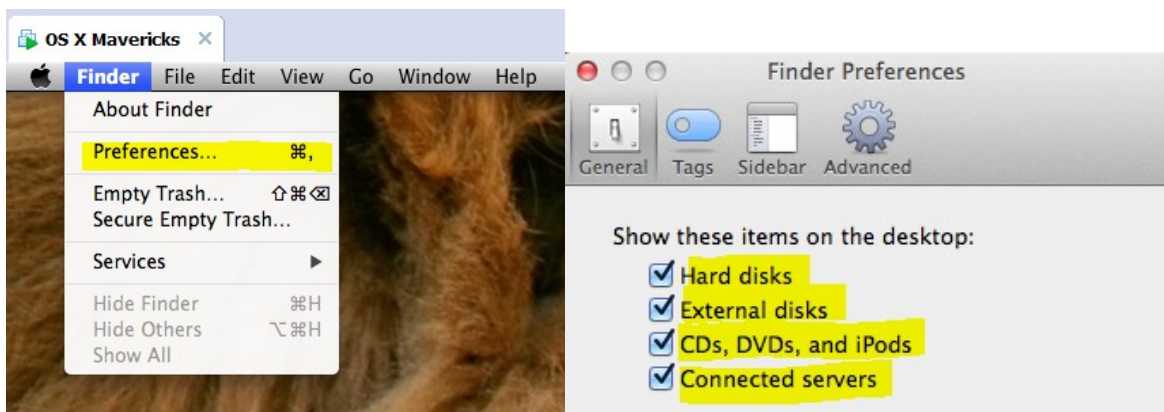 OS X Mavericks ×
Finder File Edit View Go Window Help
About Finder
Preferences... ⌘,
Empty Trash... ⇧⌘⌫
Secure Empty Trash...
Services ▶
Hide Finder ⌘H
Hide Others ⌥⌘H
Show All
Finder Preferences
General Tags Sidebar Advanced
Show these items on the desktop:
Hard disks
External disks
CDs, DVDs, and iPods
Connected servers